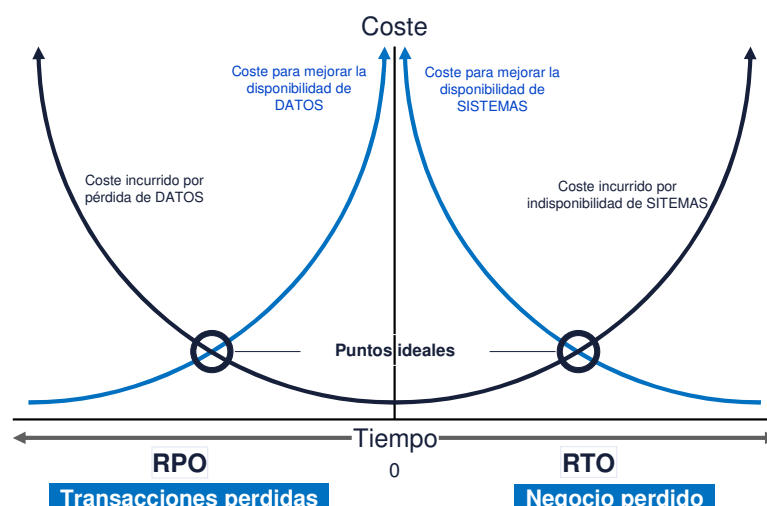 Coste
Coste para mejorar la
disponibilidad de
DATOS
Coste para mejorar la
disponibilidad de
SISTEMAS
Coste incurrido por
pérdida de DATOS
Coste incurrido por
indisponibilidad de SITEMAS
Puntos ideales
Tiempo
RPO
0
RTO
Transacciones perdidas
Negocio perdido